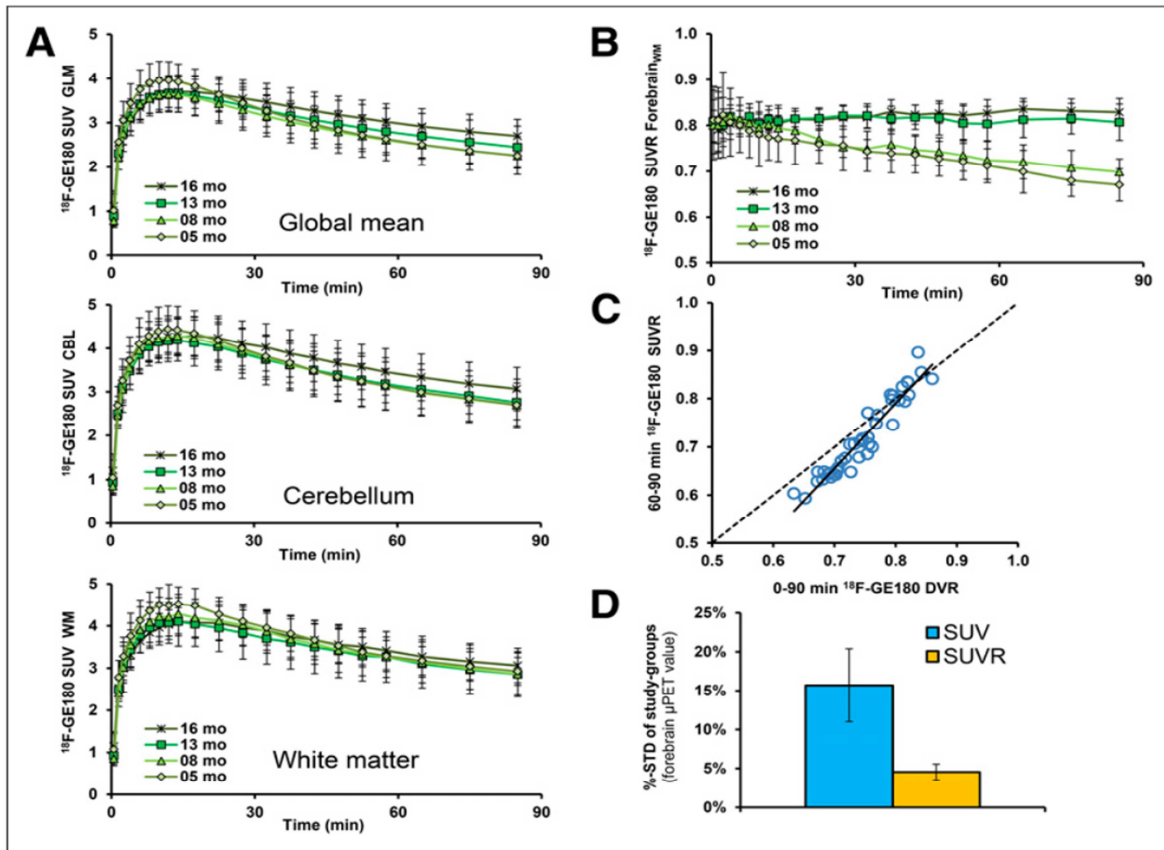 A
¹⁸F-GE180 SUV GLM
5
4
3
2
1
0
16 mo
13 mo
08 mo
05 mo
Global mean
0 30 60 90
Time (min)
¹⁸F-GE180 SUV CBL
5
4
3
2
1
0
16 mo
13 mo
08 mo
05 mo
Cerebellum
0 30 60 90
Time (min)
¹⁸F-GE180 SUV WM
5
4
3
2
1
0
16 mo
13 mo
08 mo
05 mo
White matter
0 30 60 90
Time (min)
B
¹⁸F-GE180 SUVR Forebrain_WM
1.0
0.9
0.8
0.7
0.6
0.5
16 mo
13 mo
08 mo
05 mo
0 30 60 90
Time (min)
C
60-90 min ¹⁸F-GE180 SUVR
1.0
0.9
0.8
0.7
0.6
0.5
0.5 0.6 0.7 0.8 0.9 1.0
0-90 min ¹⁸F-GE180 DVR
D
%-STD of study-groups
(forebrain µPET value)
25%
20%
15%
10%
5%
0%
SUV
SUVR